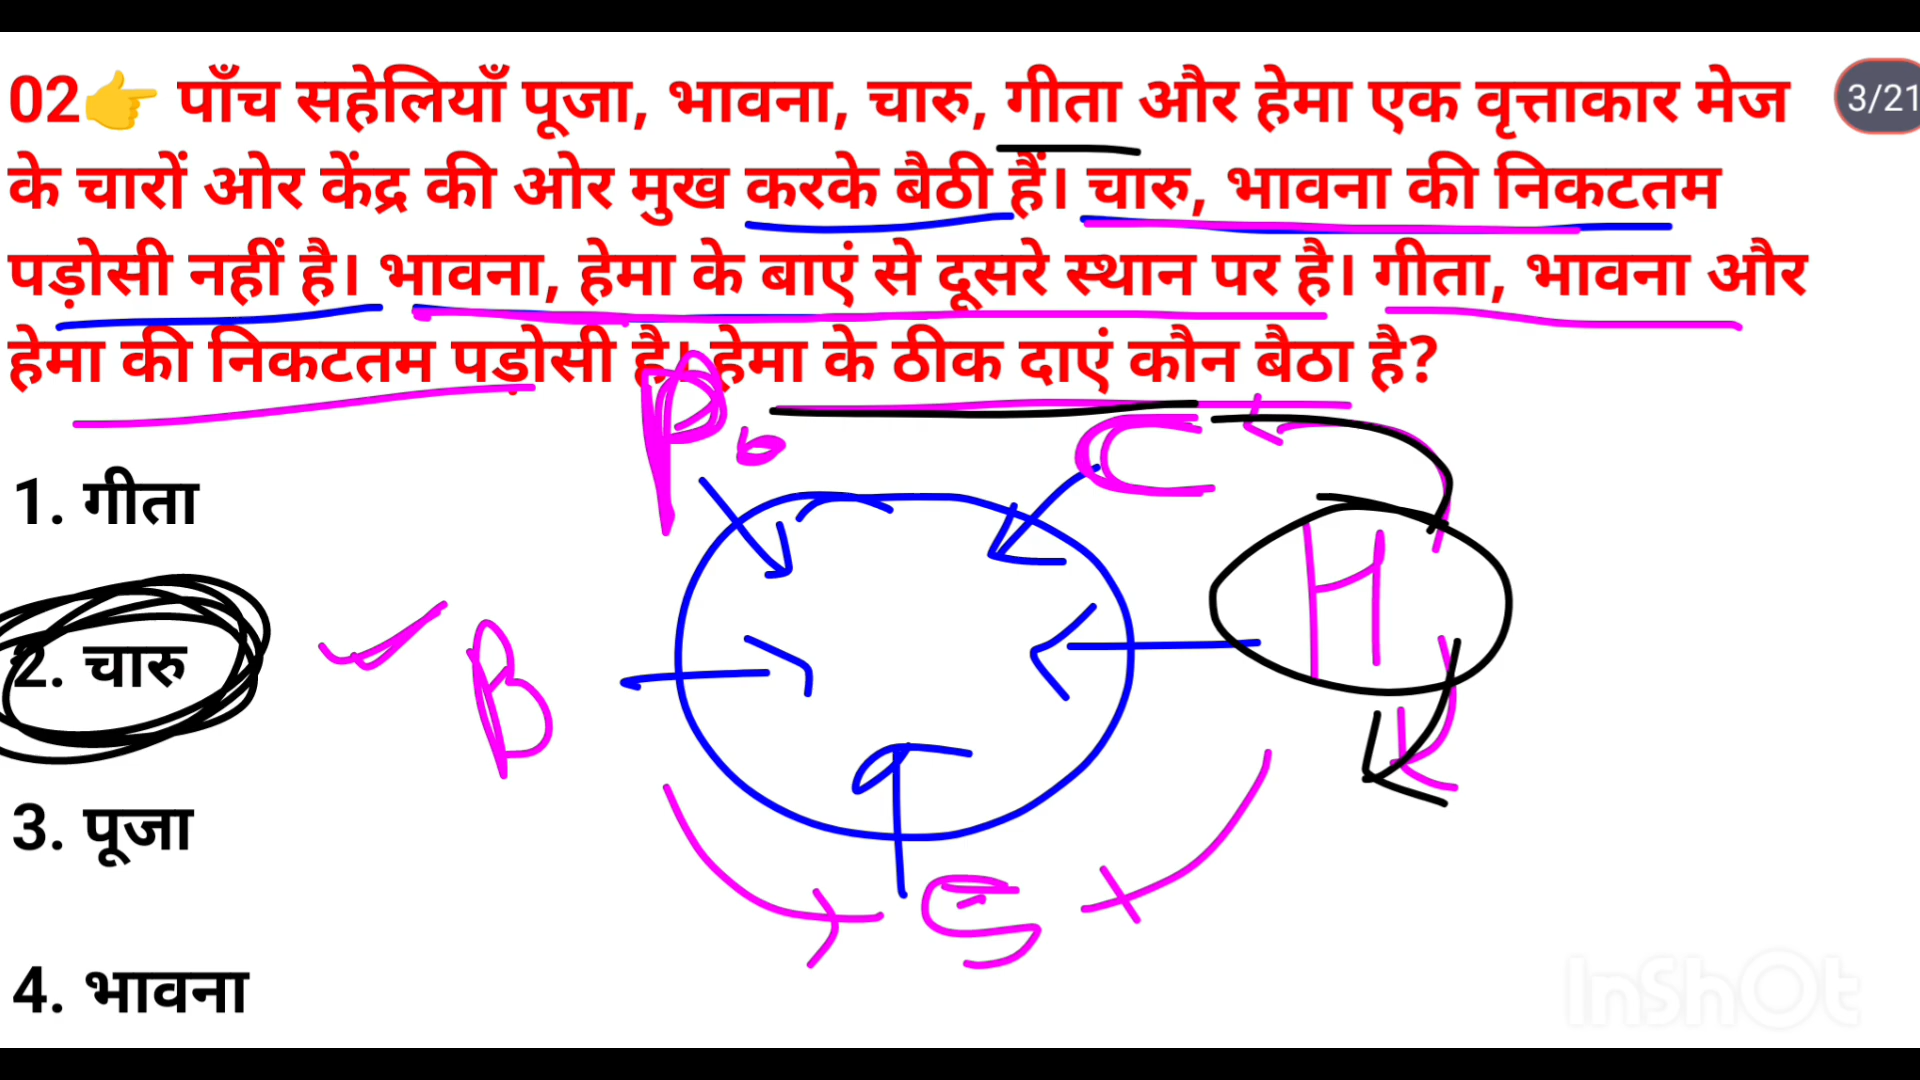 02👉 पाँच सहेलियाँ पूजा, भावना, चारु, गीता और हेमा एक वृत्ताकार मेज
3/21
के चारों ओर केंद्र की ओर मुख करके बैठी हैं। चारु, भावना की निकटतम
पड़ोसी नहीं है। भावना, हेमा के बाएं से दूसरे स्थान पर है। गीता, भावना और
हेमा की निकटतम पड़ोसी है। हेमा के ठीक दाएं कौन बैठा है?
P
C
1. गीता
H
2. चारु
B
3. पूजा
4. भावना
InShOt